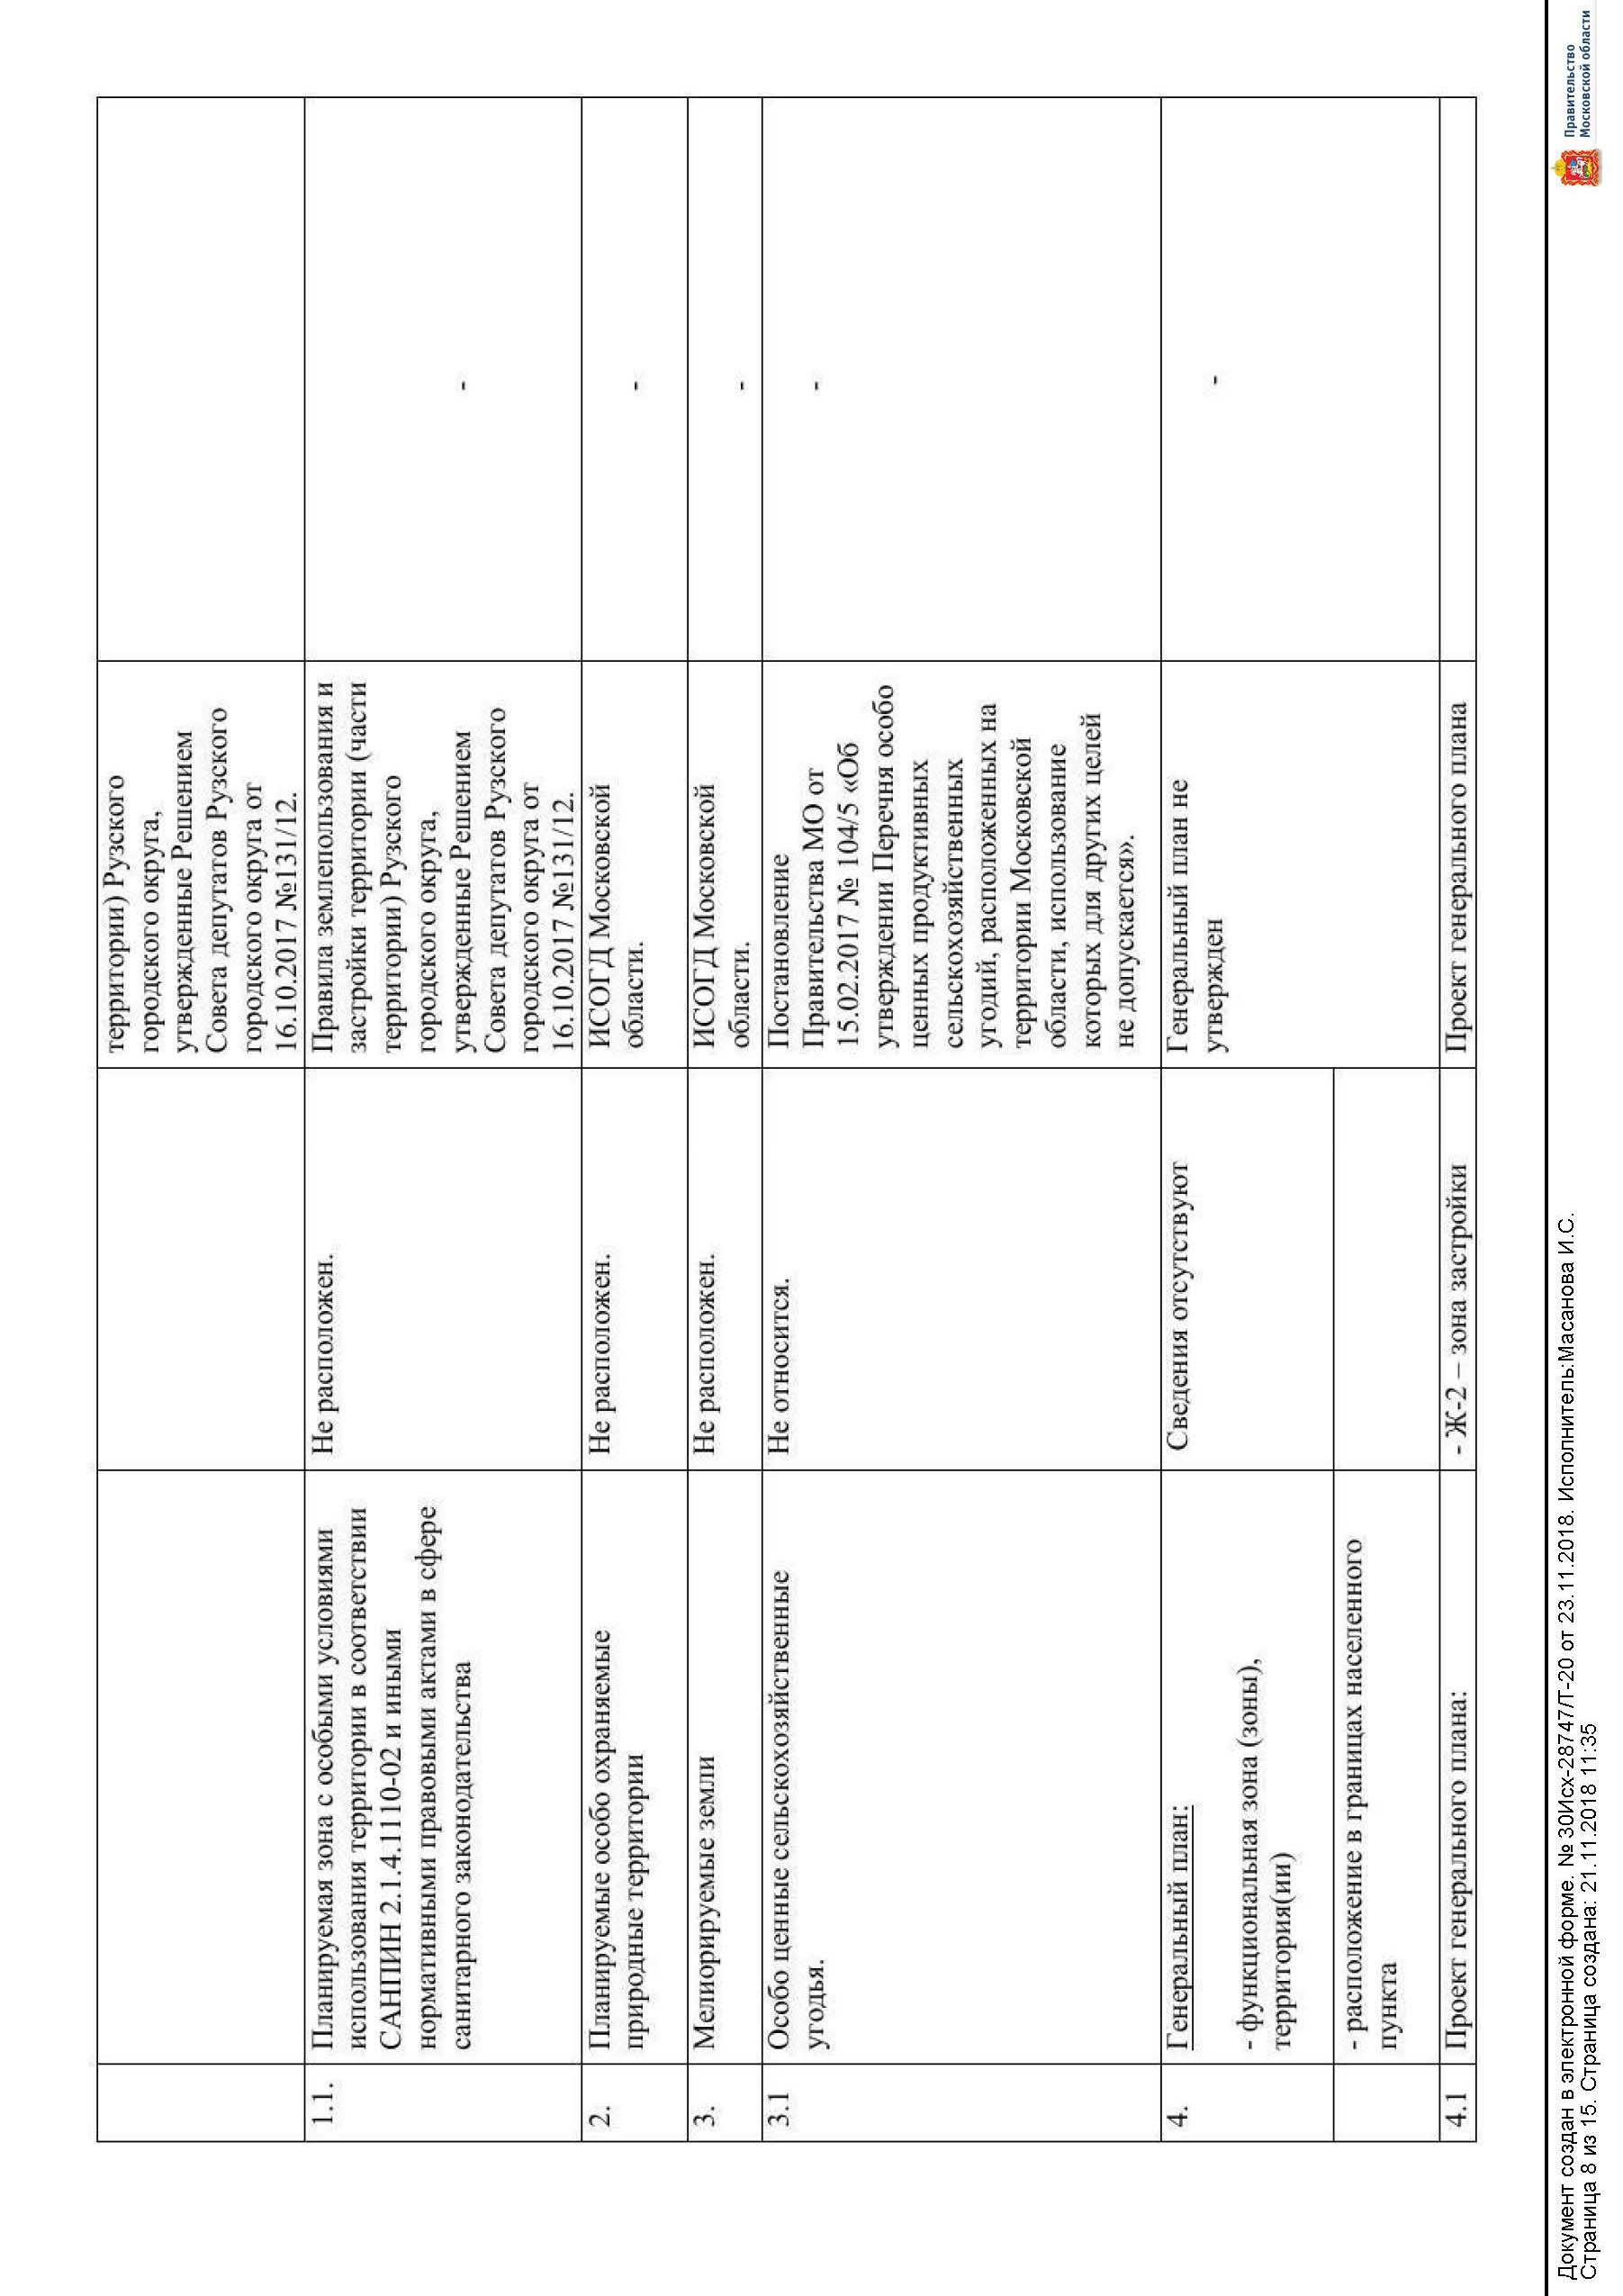 территории) Рузского
городского округа,
утвержденные Решением
Совета депутатов Рузского
городского округа от
16.10.2017 №131/12.
1.1.
Планируемая зона с особыми условиями
использования территории в соответствии
САНПИН 2.1.4.1110-02 и иными
нормативными правовыми актами в сфере
санитарного законодательства
Не расположен.
Правила землепользования и
застройки территории (части
территории) Рузского
городского округа,
утвержденные Решением
Совета депутатов Рузского
городского округа от
16.10.2017 №131/12.
-
2.
Планируемые особо охраняемые
природные территории
Не расположен.
ИСОГД Московской
области.
-
3.
Мелиорируемые земли
Не расположен.
ИСОГД Московской
области.
-
3.1
Особо ценные сельскохозяйственные
угодья.
Не относится.
Постановление
Правительства МО от
15.02.2017 № 104/5 «Об
утверждении Перечня особо
ценных продуктивных
сельскохозяйственных
угодий, расположенных на
территории Московской
области, использование
которых для других целей
не допускается».
-
4.
Генеральный план:
- функциональная зона (зоны),
территория(ии)
Сведения отсутствуют
Генеральный план не
утвержден
-
- расположение в границах населенного
пункта
4.1
Проект генерального плана:
- Ж-2 – зона застройки
Проект генерального плана
Документ создан в электронной форме. № 30Исх-28747/Т-20 от 23.11.2018. Исполнитель:Масанова И.С.
Страница 8 из 15. Страница создана: 21.11.2018 11:35
Правительство
Московской области